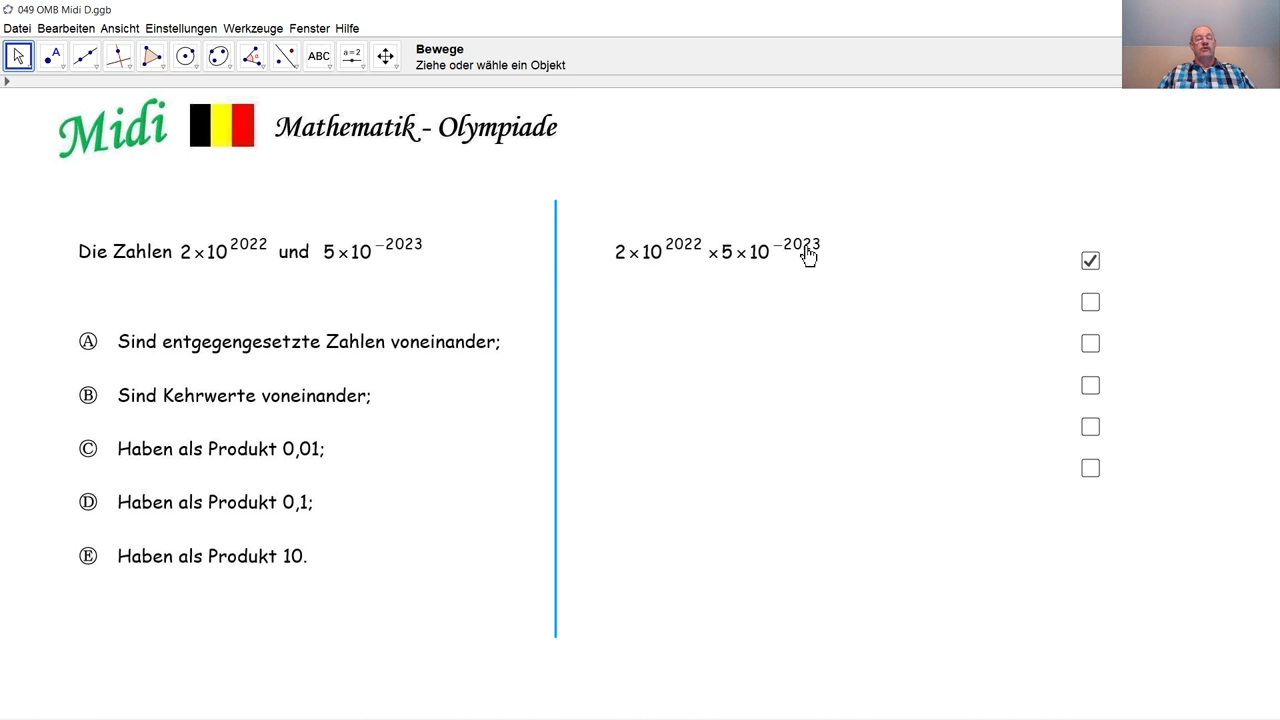 049 OMB Midi D.ggb
Datei Bearbeiten Ansicht Einstellungen Werkzeuge Fenster Hilfe
A ABC a=2 Bewege
Ziehe oder wähle ein Objekt
Midi Mathematik - Olympiade
Die Zahlen 2×10^2022 und 5×10^−2023
2×10^2022 ×5×10^−2023
Ⓐ Sind entgegengesetzte Zahlen voneinander;
Ⓑ Sind Kehrwerte voneinander;
Ⓒ Haben als Produkt 0,01;
Ⓓ Haben als Produkt 0,1;
Ⓔ Haben als Produkt 10.